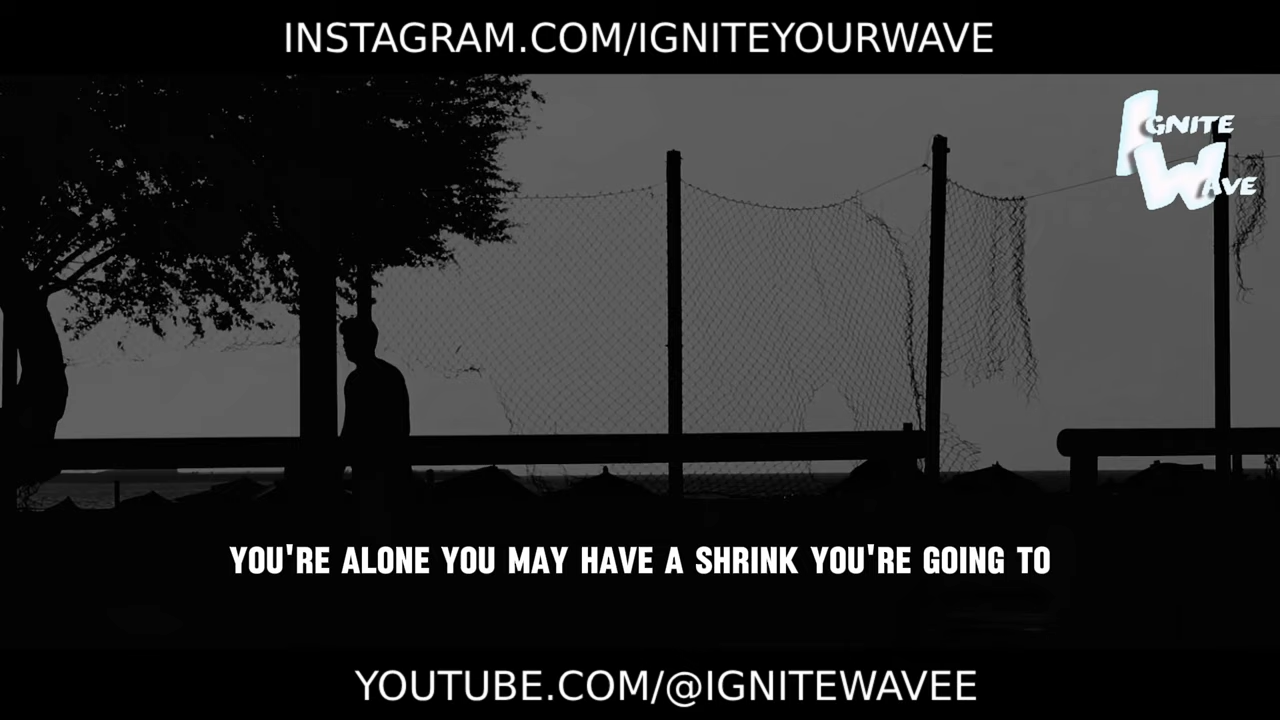 INSTAGRAM.COM/IGNITEYOURWAVE
IGNITE
WAVE
YOU'RE ALONE YOU MAY HAVE A SHRINK YOU'RE GOING TO
YOUTUBE.COM/@IGNITEWAVEE